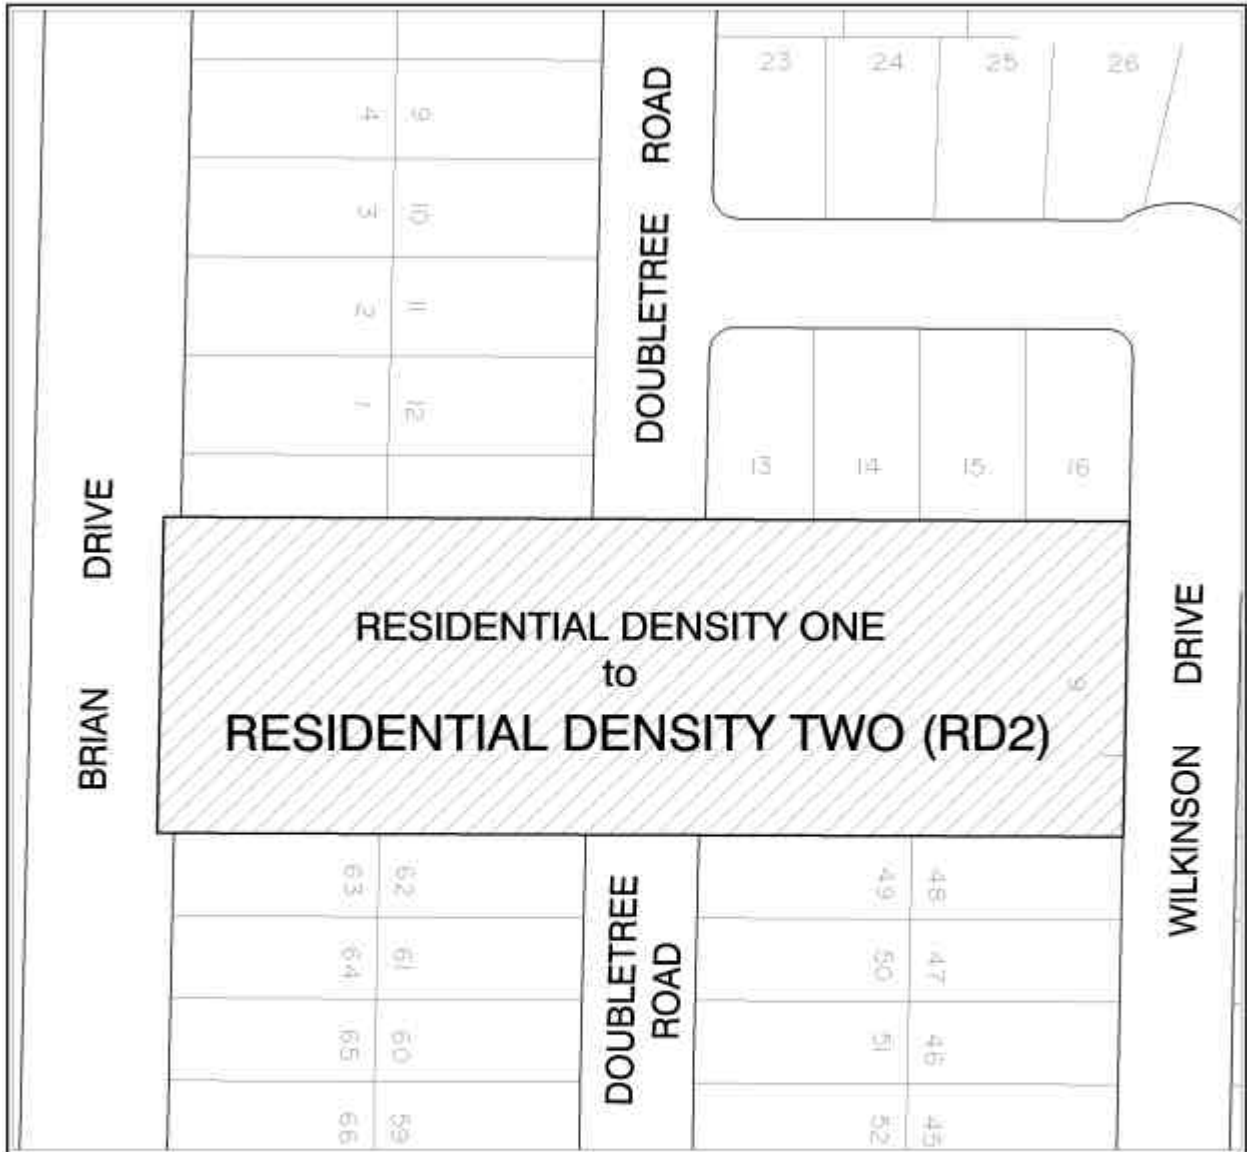 23 24 25 26
4 9
3 10
2 11
1 12
DOUBLETREE ROAD
13 14 15 16
BRIAN DRIVE
RESIDENTIAL DENSITY ONE
to
RESIDENTIAL DENSITY TWO (RD2)
9
WILKINSON DRIVE
63 62
64 61
65 60
66 59
DOUBLETREE
ROAD
49 48
50 47
51 46
52 45